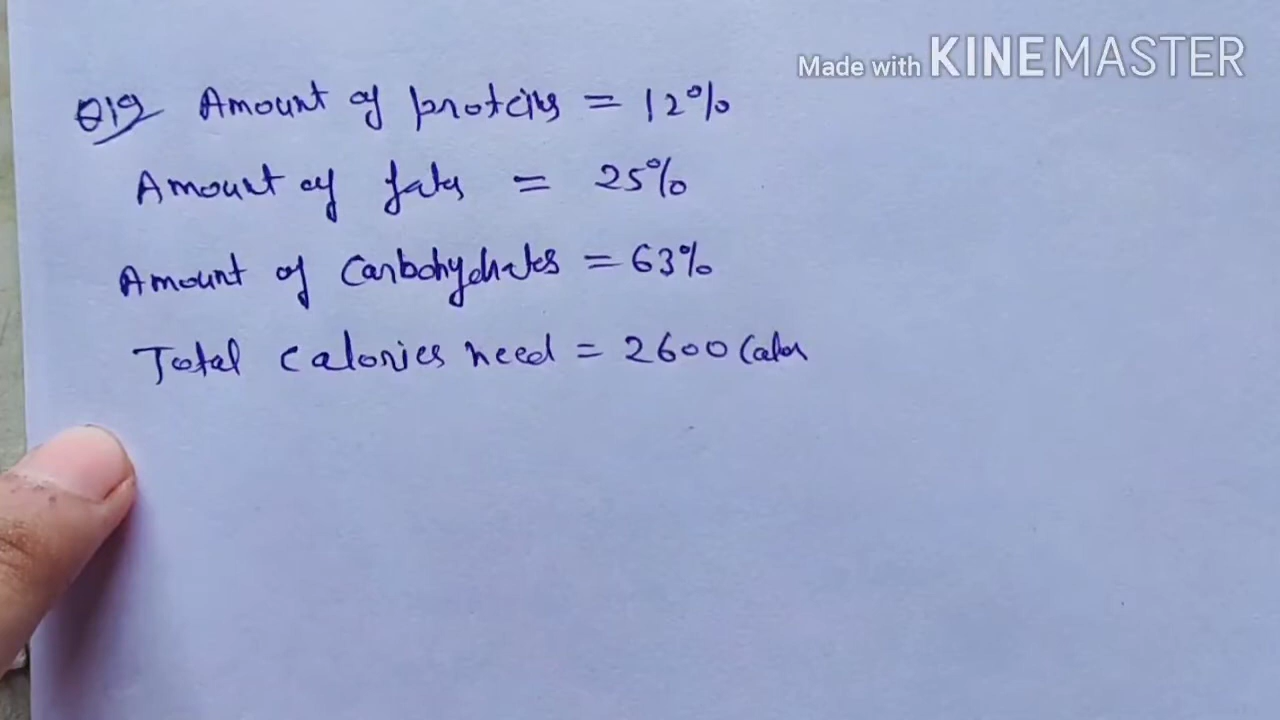 Made with KINEMASTER
Q19 Amount of proteins = 12%
Amount of fats = 25%
Amount of Carbohydrates = 63%
Total calories need = 2600 Calor